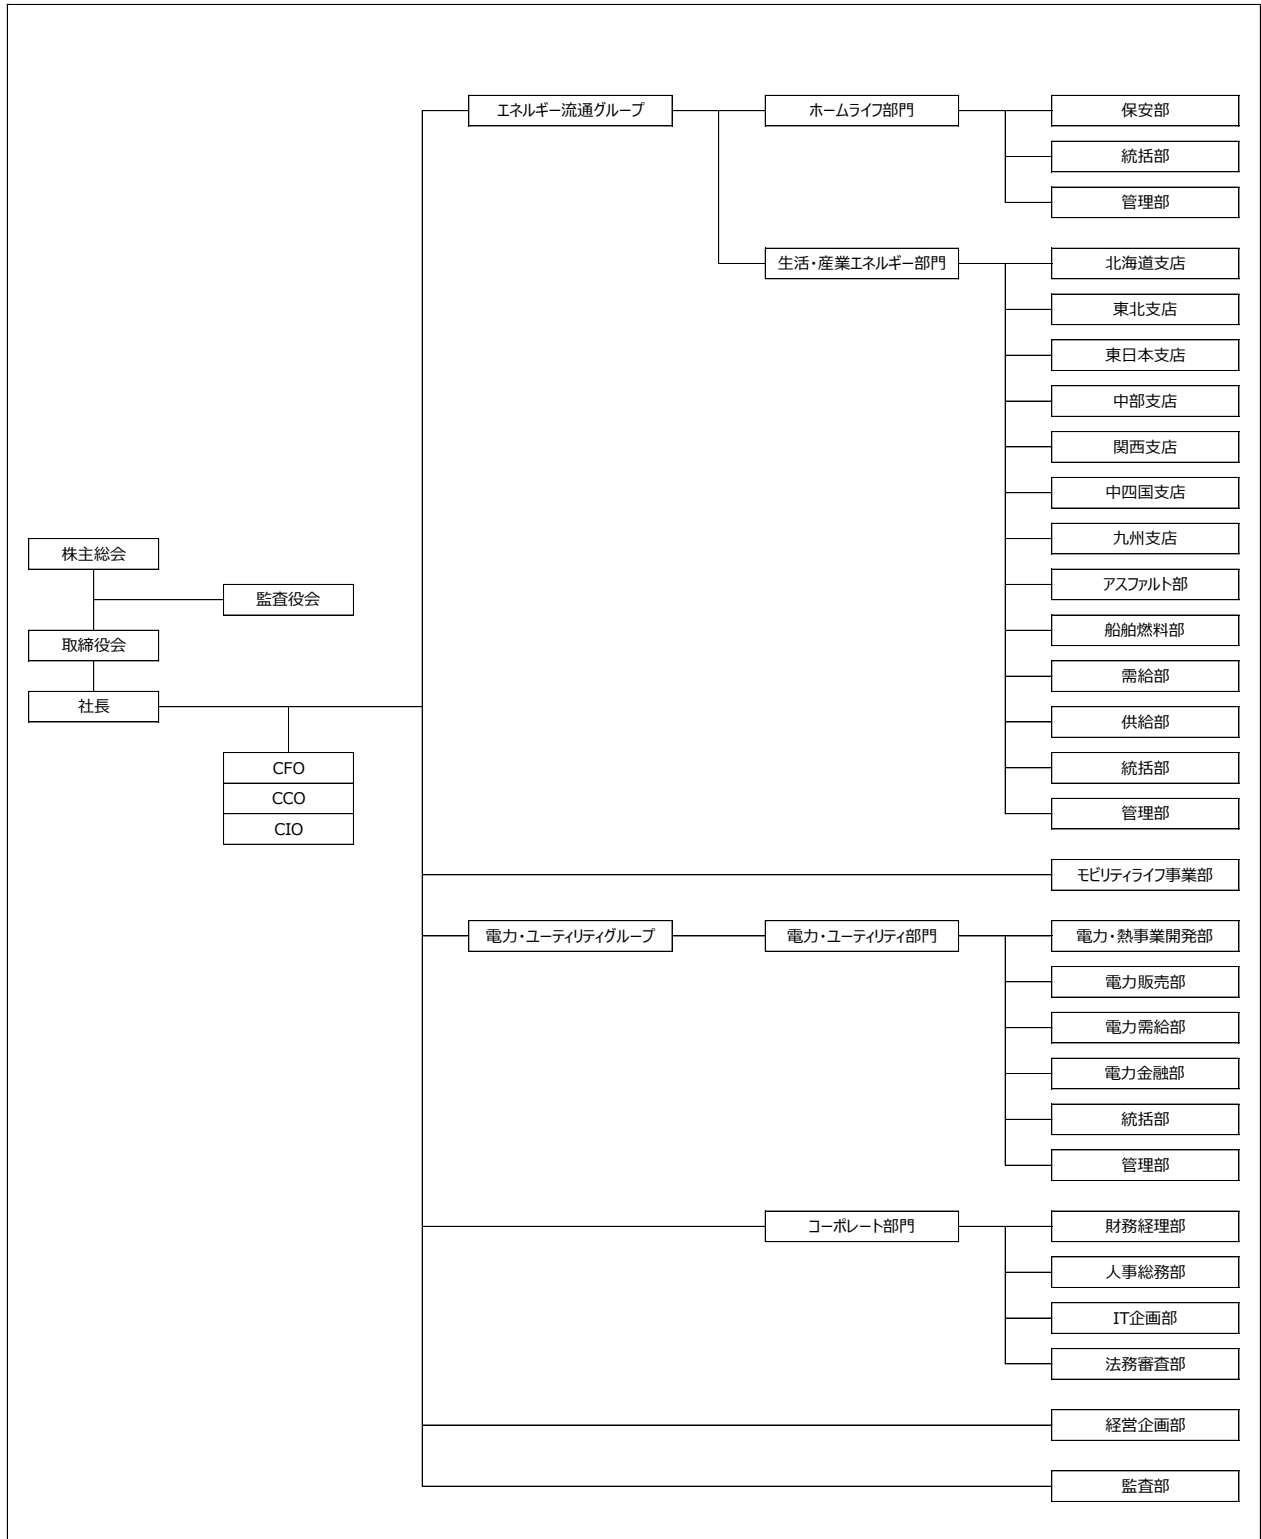 株主総会
監査役会
取締役会
社長
CFO
CCO
CIO
エネルギー流通グループ
ホームライフ部門
保安部
統括部
管理部
生活・産業エネルギー部門
北海道支店
東北支店
東日本支店
中部支店
関西支店
中四国支店
九州支店
アスファルト部
船舶燃料部
需給部
供給部
統括部
管理部
モビリティライフ事業部
電力・ユーティリティグループ
電力・ユーティリティ部門
電力・熱事業開発部
電力販売部
電力需給部
電力金融部
統括部
管理部
コーポレート部門
財務経理部
人事総務部
IT企画部
法務審査部
経営企画部
監査部